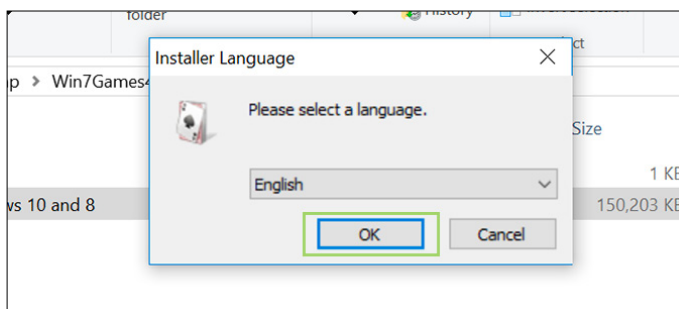 folder
History
Installer Language
ct
p > Win7Games4
Please select a language.
Size
English
1 KB
ws 10 and 8
150,203 KB
OK
Cancel